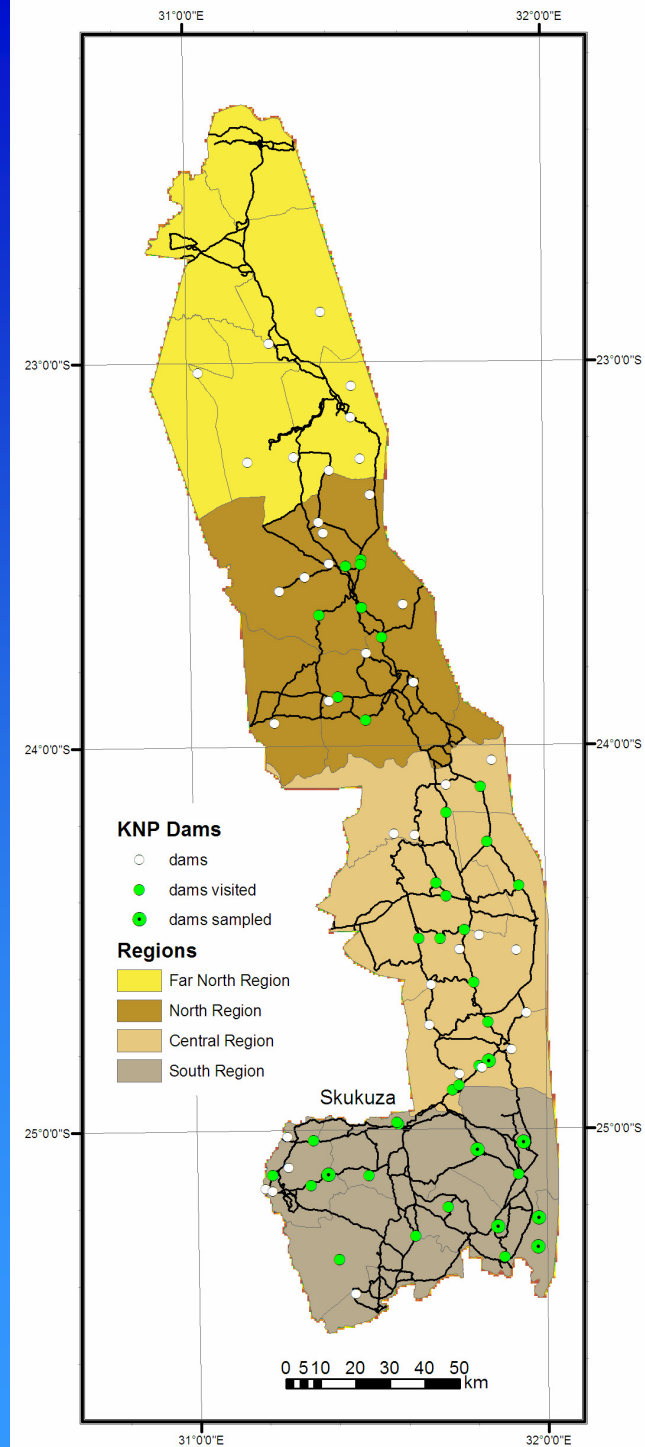 31°0'0"E 32°0'0"E
23°0'0"S 23°0'0"S
24°0'0"S 24°0'0"S
KNP Dams
dams
dams visited
dams sampled
Regions
Far North Region
North Region
Central Region
South Region
Skukuza
25°0'0"S 25°0'0"S
0 5 10 20 30 40 50
km
31°0'0"E 32°0'0"E